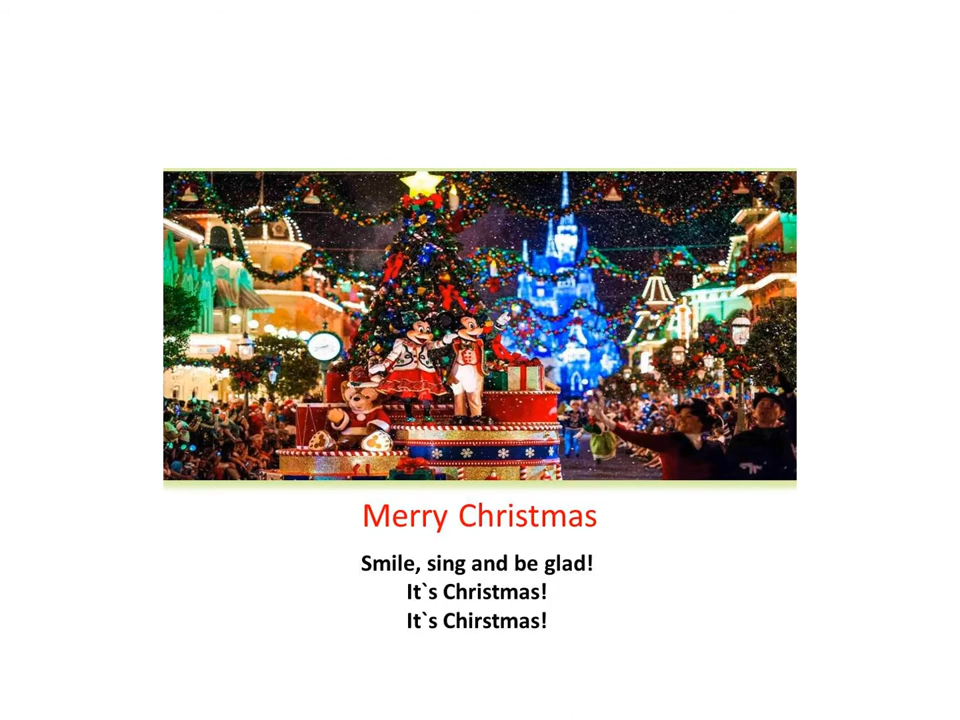 Merry Christmas
Smile, sing and be glad!
It`s Christmas!
It`s Chirstmas!